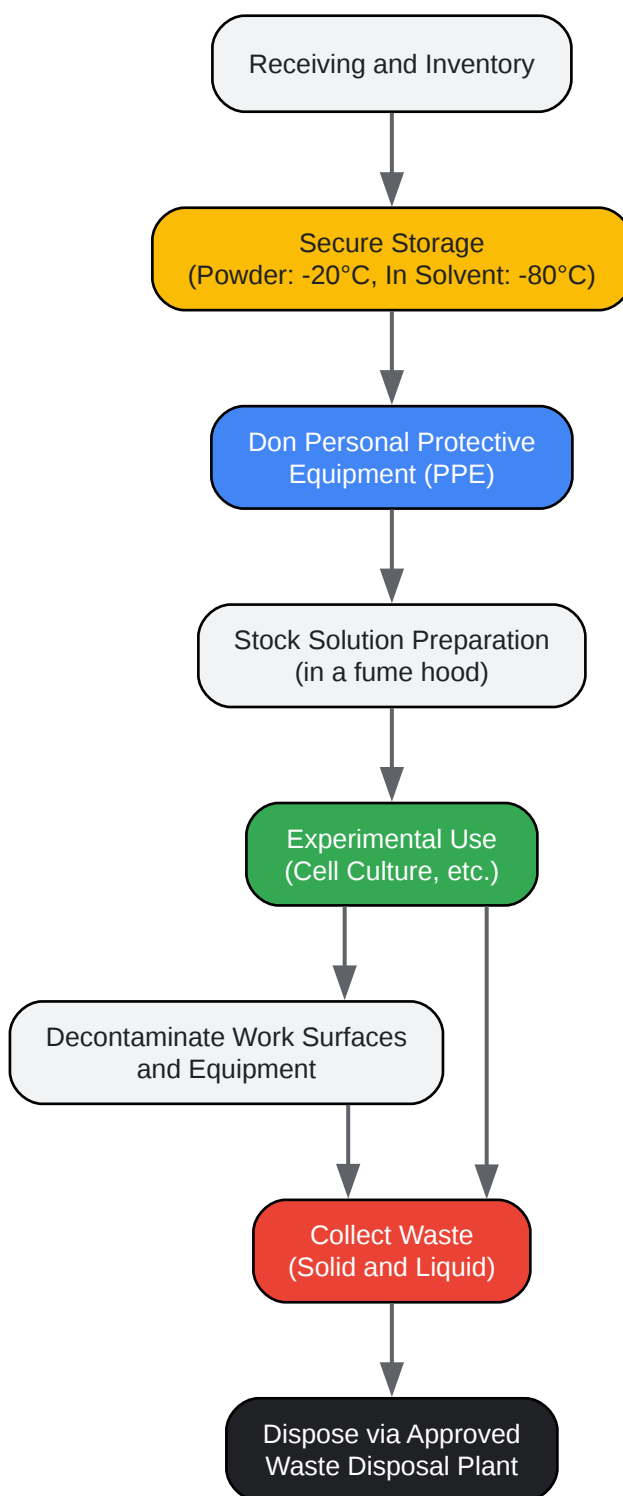 Receiving and Inventory
Secure Storage
(Powder: -20°C, In Solvent: -80°C)
Don Personal Protective
Equipment (PPE)
Stock Solution Preparation
(in a fume hood)
Experimental Use
(Cell Culture, etc.)
Decontaminate Work Surfaces
and Equipment
Collect Waste
(Solid and Liquid)
Dispose via Approved
Waste Disposal Plant